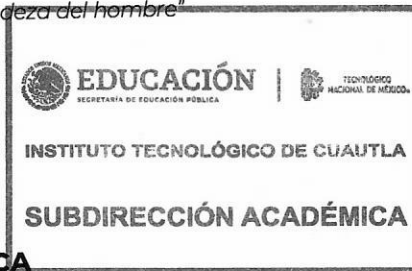 deza del hombre"
EDUCACIÓN
SECRETARÍA DE EDUCACIÓN PÚBLICA
TECNOLÓGICO
NACIONAL DE MÉXICO
INSTITUTO TECNOLÓGICO DE CUAUTLA
SUBDIRECCIÓN ACADÉMICA
CA